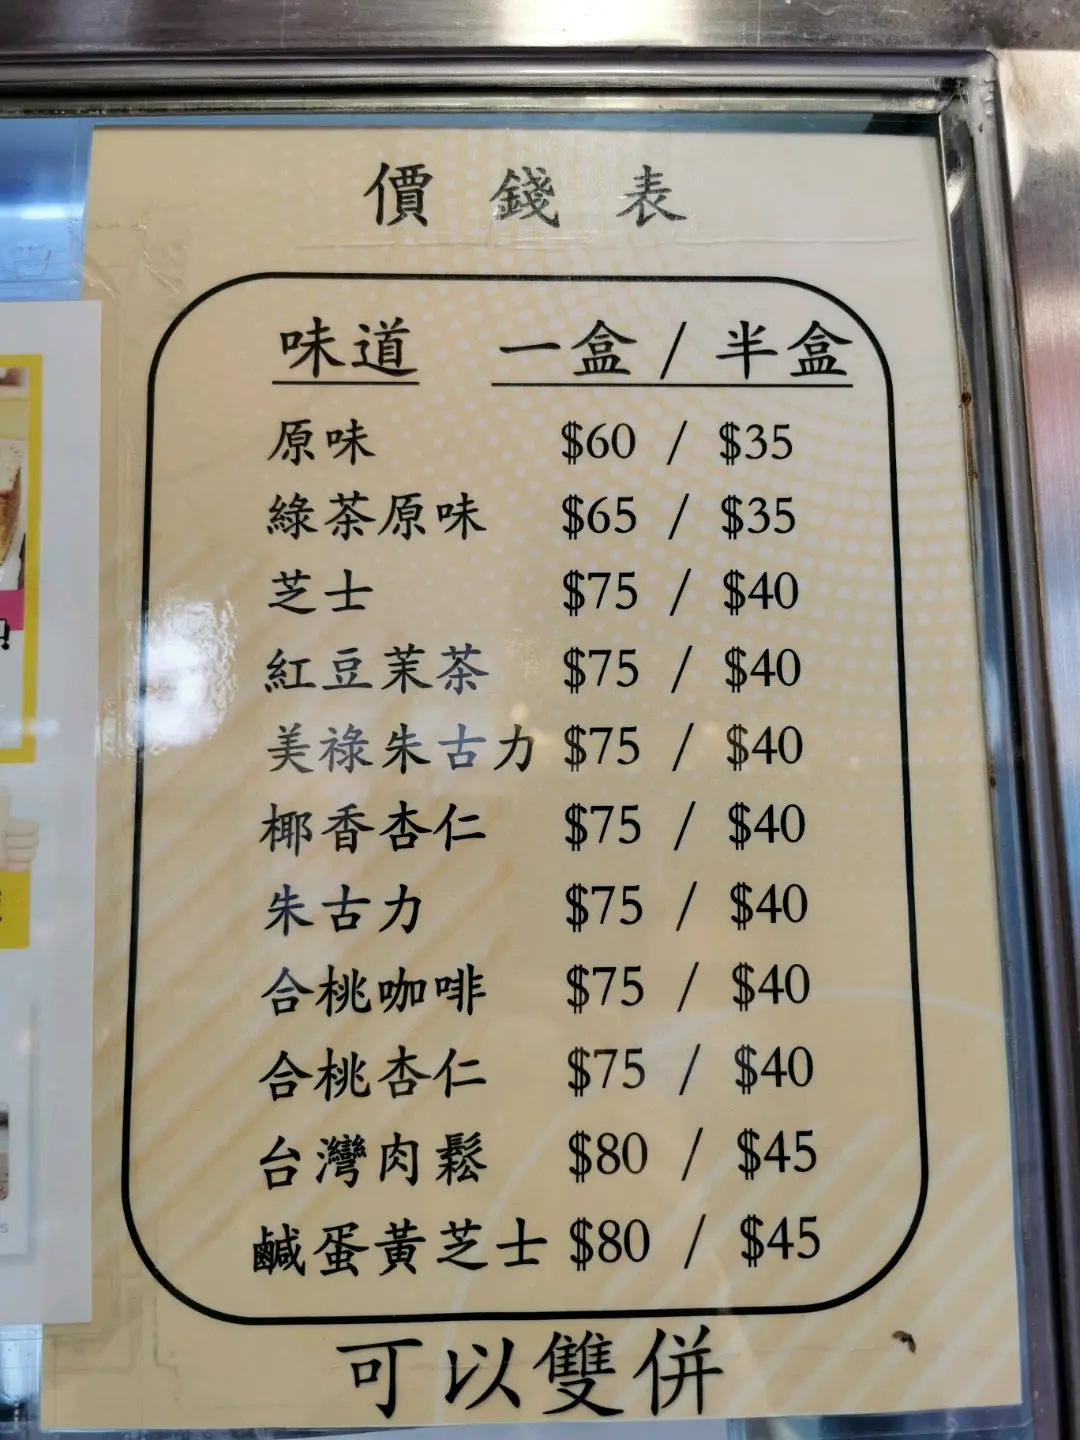 價錢表
味道 一盒 / 半盒
原味 $60 / $35
綠茶原味 $65 / $35
芝士 $75 / $40
紅豆茉茶 $75 / $40
美祿朱古力 $75 / $40
椰香杏仁 $75 / $40
朱古力 $75 / $40
合桃咖啡 $75 / $40
合桃杏仁 $75 / $40
台灣肉鬆 $80 / $45
鹹蛋黃芝士 $80 / $45
可以雙併